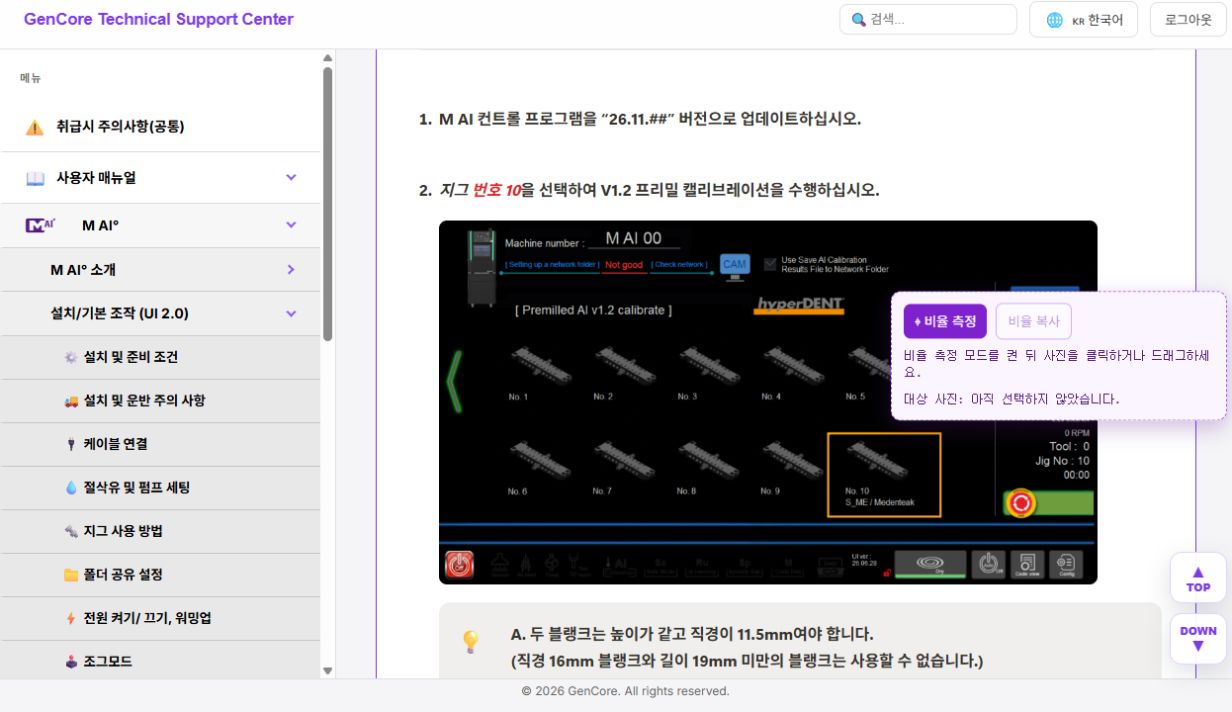 GenCore Technical Support Center
검색...
KR 한국어
로그아웃
메뉴
취급시 주의사항(공통)
사용자 매뉴얼
M AI°
M AI° 소개
설치/기본 조작 (UI 2.0)
설치 및 준비 조건
설치 및 운반 주의 사항
케이블 연결
절삭유 및 펌프 세팅
지그 사용 방법
폴더 공유 설정
전원 켜기/ 끄기, 워밍업
조그모드
1. M AI 컨트롤 프로그램을 “26.11.##” 버전으로 업데이트하십시오.
2. 지그 번호 10을 선택하여 V1.2 프리밀 캘리브레이션을 수행하십시오.
Machine number : M AI 00
[ Setting up a network folder ] Not good [ Check network ] CAM
Use Save AI Calibration
Results File to Network Folder
[ Premilled AI v1.2 calibrate ]
hyperDENT
No. 1 No. 2 No. 3 No. 4 No. 5
No. 6 No. 7 No. 8 No. 9 No. 10
S_ME / Medenteak
0 RPM
Tool : 0
Jig No : 10
00:00
UI ver :
26.06.28
Dry
Code view
Config
비율 측정
비율 복사
비율 측정 모드를 켠 뒤 사진을 클릭하거나 드래그하세
요.
대상 사진: 아직 선택하지 않았습니다.
A. 두 블랭크는 높이가 같고 직경이 11.5mm여야 합니다.
(직경 16mm 블랭크와 길이 19mm 미만의 블랭크는 사용할 수 없습니다.)
TOP
DOWN
© 2026 GenCore. All rights reserved.